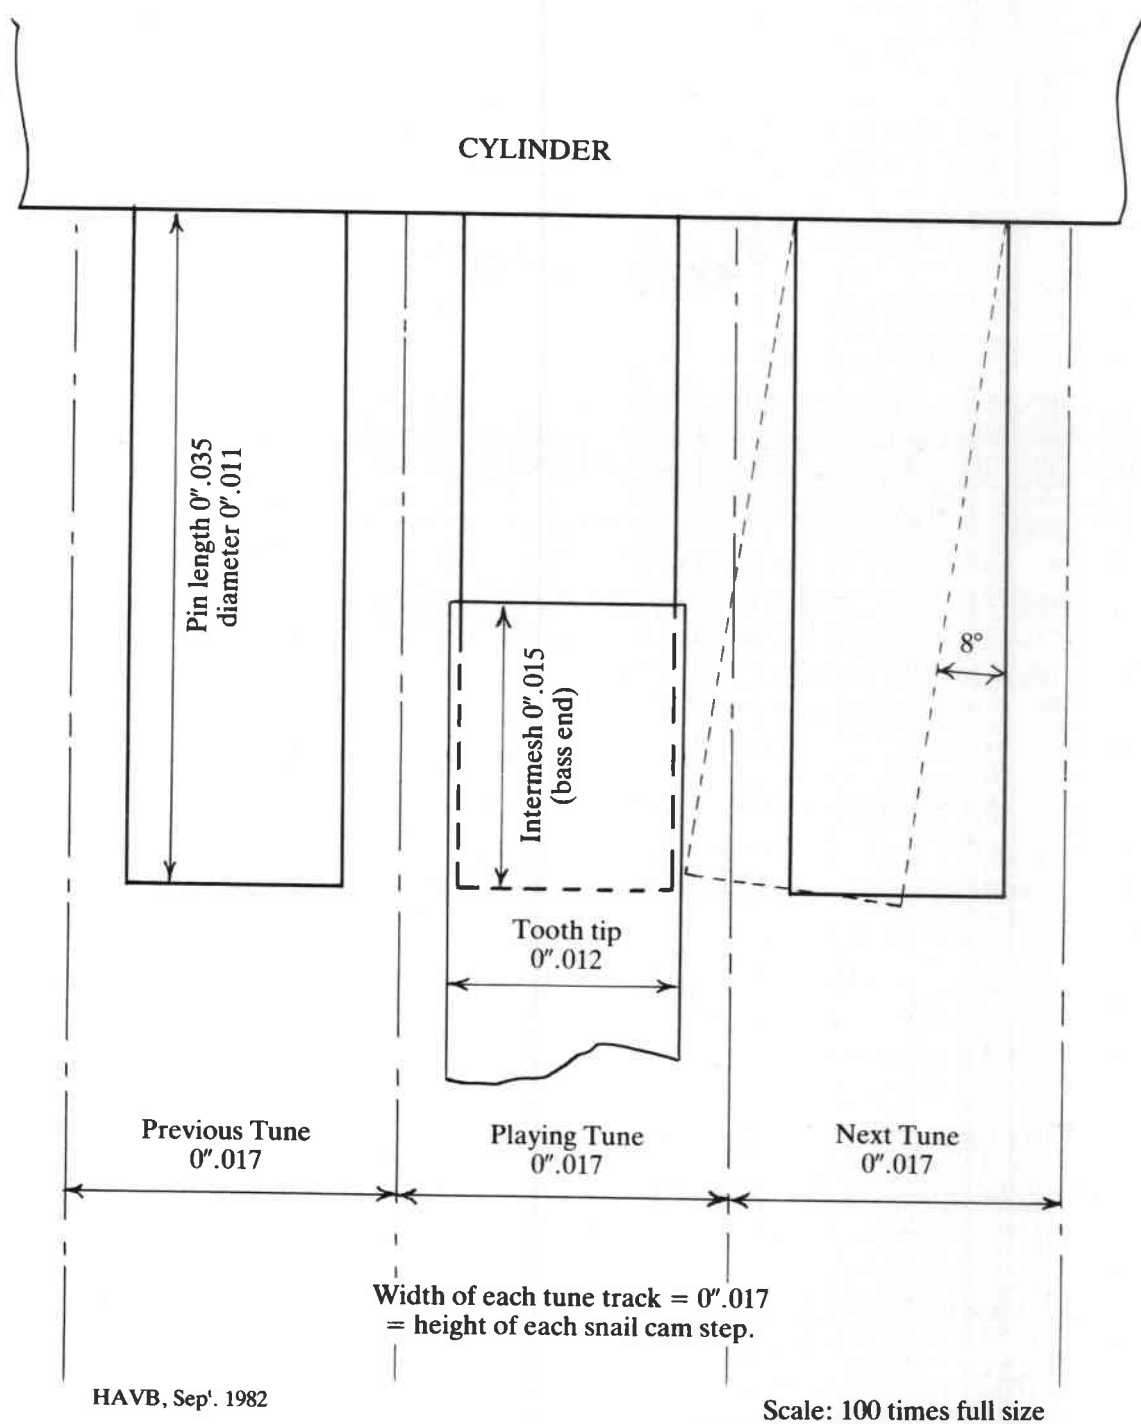 CYLINDER
Pin length 0".035
diameter 0".011
Intermesh 0".015
(bass end)
8°
Tooth tip
0".012
Previous Tune
0".017
Playing Tune
0".017
Next Tune
0".017
Width of each tune track = 0".017
= height of each snail cam step.
HAVB, Sepᵗ. 1982
Scale: 100 times full size